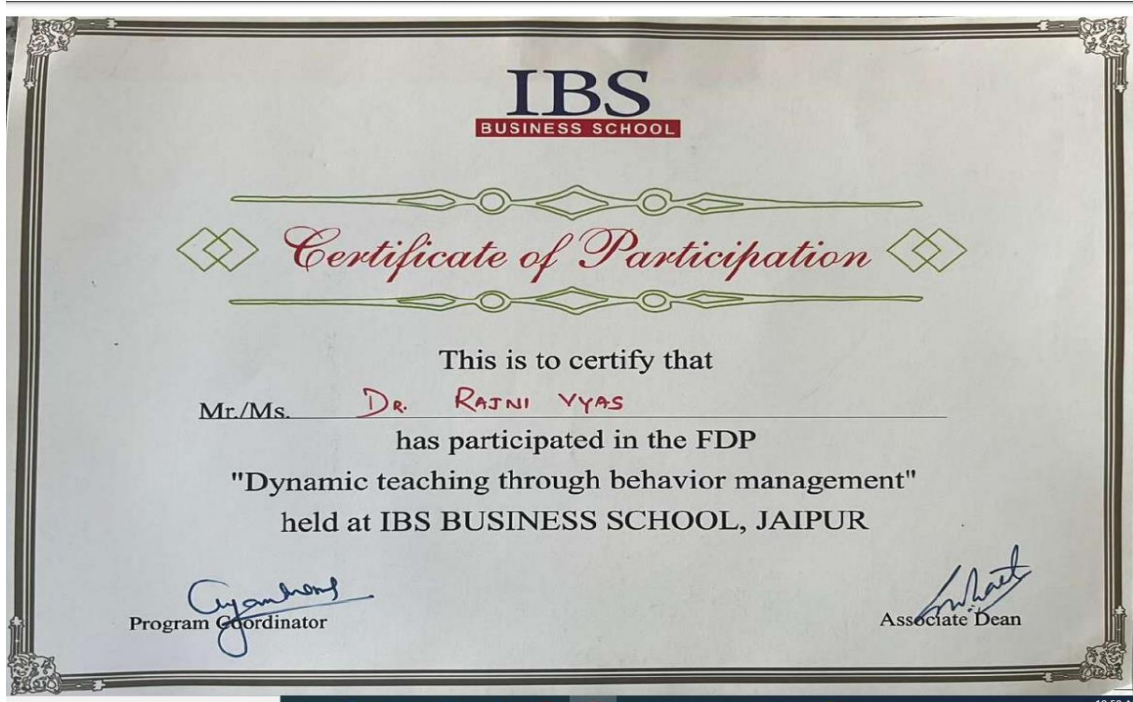 IBS
BUSINESS SCHOOL
Certificate of Participation
This is to certify that
Mr./Ms. DR. RAJNI VYAS
has participated in the FDP
"Dynamic teaching through behavior management"
held at IBS BUSINESS SCHOOL, JAIPUR
Program Coordinator
Associate Dean